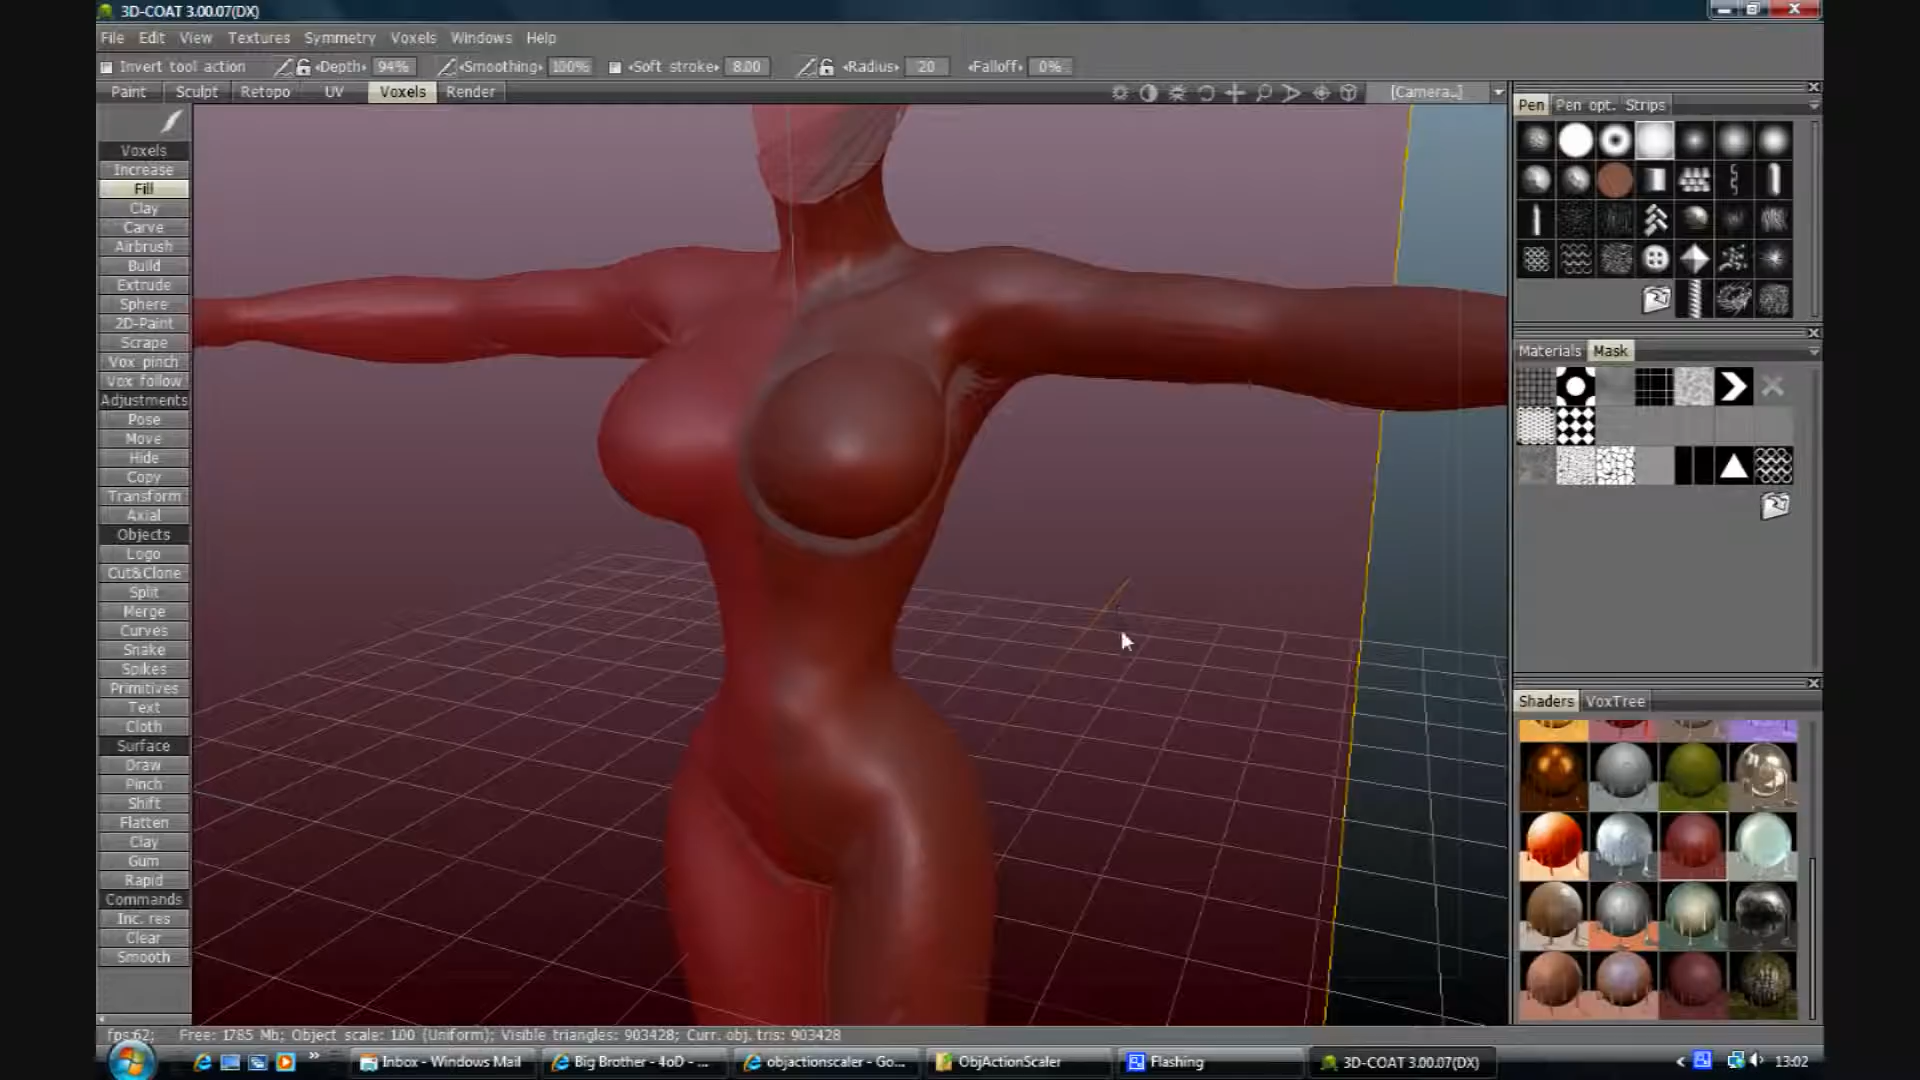 3D-COAT 3.00.07(DX)
File Edit View Textures Symmetry Voxels Windows Help
Invert tool action Depth 94% Smoothing 100% Soft stroke 8.00 Radius 20 Falloff 0%
Paint Sculpt Retopo UV Voxels Render [Camera..]
Pen Pen opt. Strips
Voxels
Increase
Fill
Clay
Carve
Airbrush
Build
Extrude
Sphere
2D-Paint
Scrape
Vox pinch
Vox follow
Adjustments
Pose
Move
Hide
Copy
Transform
Axial
Objects
Logo
Cut&Clone
Split
Merge
Curves
Snake
Spikes
Primitives
Text
Cloth
Surface
Draw
Pinch
Shift
Flatten
Clay
Gum
Rapid
Commands
Inc. res
Clear
Smooth
Materials Mask
Shaders VoxTree
fps:62; Free: 1785 Mb; Object scale: 1.00 (Uniform); Visible triangles: 903428; Curr. obj. tris: 903428
Inbox - Windows Mail Big Brother - 4oD - ... objactionscaler - Go... ObjActionScaler Flashing 3D-COAT 3.00.07(DX) 13:02